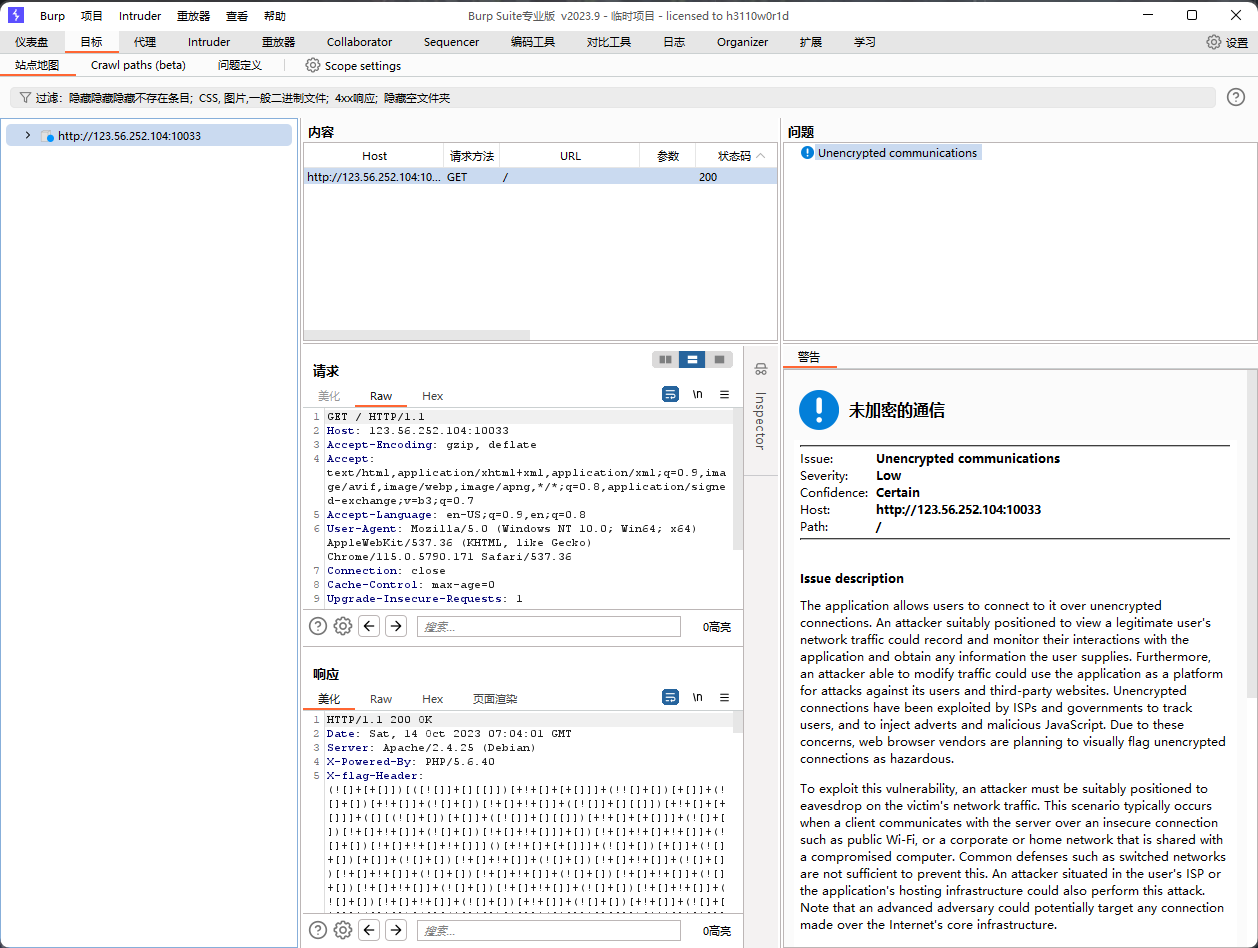 Burp 项目 Intruder 重放器 查看 帮助 Burp Suite专业版 v2023.9 - 临时项目 - licensed to h3110w0r1d
仪表盘 目标 代理 Intruder 重放器 Collaborator Sequencer 编码工具 对比工具 日志 Organizer 扩展 学习 设置
站点地图 Crawl paths (beta) 问题定义 Scope settings
过滤：隐藏隐藏隐藏不存在条目；CSS, 图片,一般二进制文件；4xx响应；隐藏空文件夹
http://123.56.252.104:10033
内容
Host 请求方法 URL 参数 状态码
http://123.56.252.104:10... GET / 200
问题
Unencrypted communications
请求
美化 Raw Hex \n
1 GET / HTTP/1.1
2 Host: 123.56.252.104:10033
3 Accept-Encoding: gzip, deflate
4 Accept:
text/html,application/xhtml+xml,application/xml;q=0.9,ima
ge/avif,image/webp,image/apng,*/*;q=0.8,application/signe
d-exchange;v=b3;q=0.7
5 Accept-Language: en-US;q=0.9,en;q=0.8
6 User-Agent: Mozilla/5.0 (Windows NT 10.0; Win64; x64)
AppleWebKit/537.36 (KHTML, like Gecko)
Chrome/115.0.5790.171 Safari/537.36
7 Connection: close
8 Cache-Control: max-age=0
9 Upgrade-Insecure-Requests: 1
搜索... 0高亮
Inspector
响应
美化 Raw Hex 页面渲染 \n
1 HTTP/1.1 200 OK
2 Date: Sat, 14 Oct 2023 07:04:01 GMT
3 Server: Apache/2.4.25 (Debian)
4 X-Powered-By: PHP/5.6.40
5 X-flag-Header:
搜索... 0高亮
警告
未加密的通信
Issue: Unencrypted communications
Severity: Low
Confidence: Certain
Host: http://123.56.252.104:10033
Path: /
Issue description
The application allows users to connect to it over unencrypted
connections. An attacker suitably positioned to view a legitimate user's
network traffic could record and monitor their interactions with the
application and obtain any information the user supplies. Furthermore,
an attacker able to modify traffic could use the application as a platform
for attacks against its users and third-party websites. Unencrypted
connections have been exploited by ISPs and governments to track
users, and to inject adverts and malicious JavaScript. Due to these
concerns, web browser vendors are planning to visually flag unencrypted
connections as hazardous.
To exploit this vulnerability, an attacker must be suitably positioned to
eavesdrop on the victim's network traffic. This scenario typically occurs
when a client communicates with the server over an insecure connection
such as public Wi-Fi, or a corporate or home network that is shared with
a compromised computer. Common defenses such as switched networks
are not sufficient to prevent this. An attacker situated in the user's ISP or
the application's hosting infrastructure could also perform this attack.
Note that an advanced adversary could potentially target any connection
made over the Internet's core infrastructure.